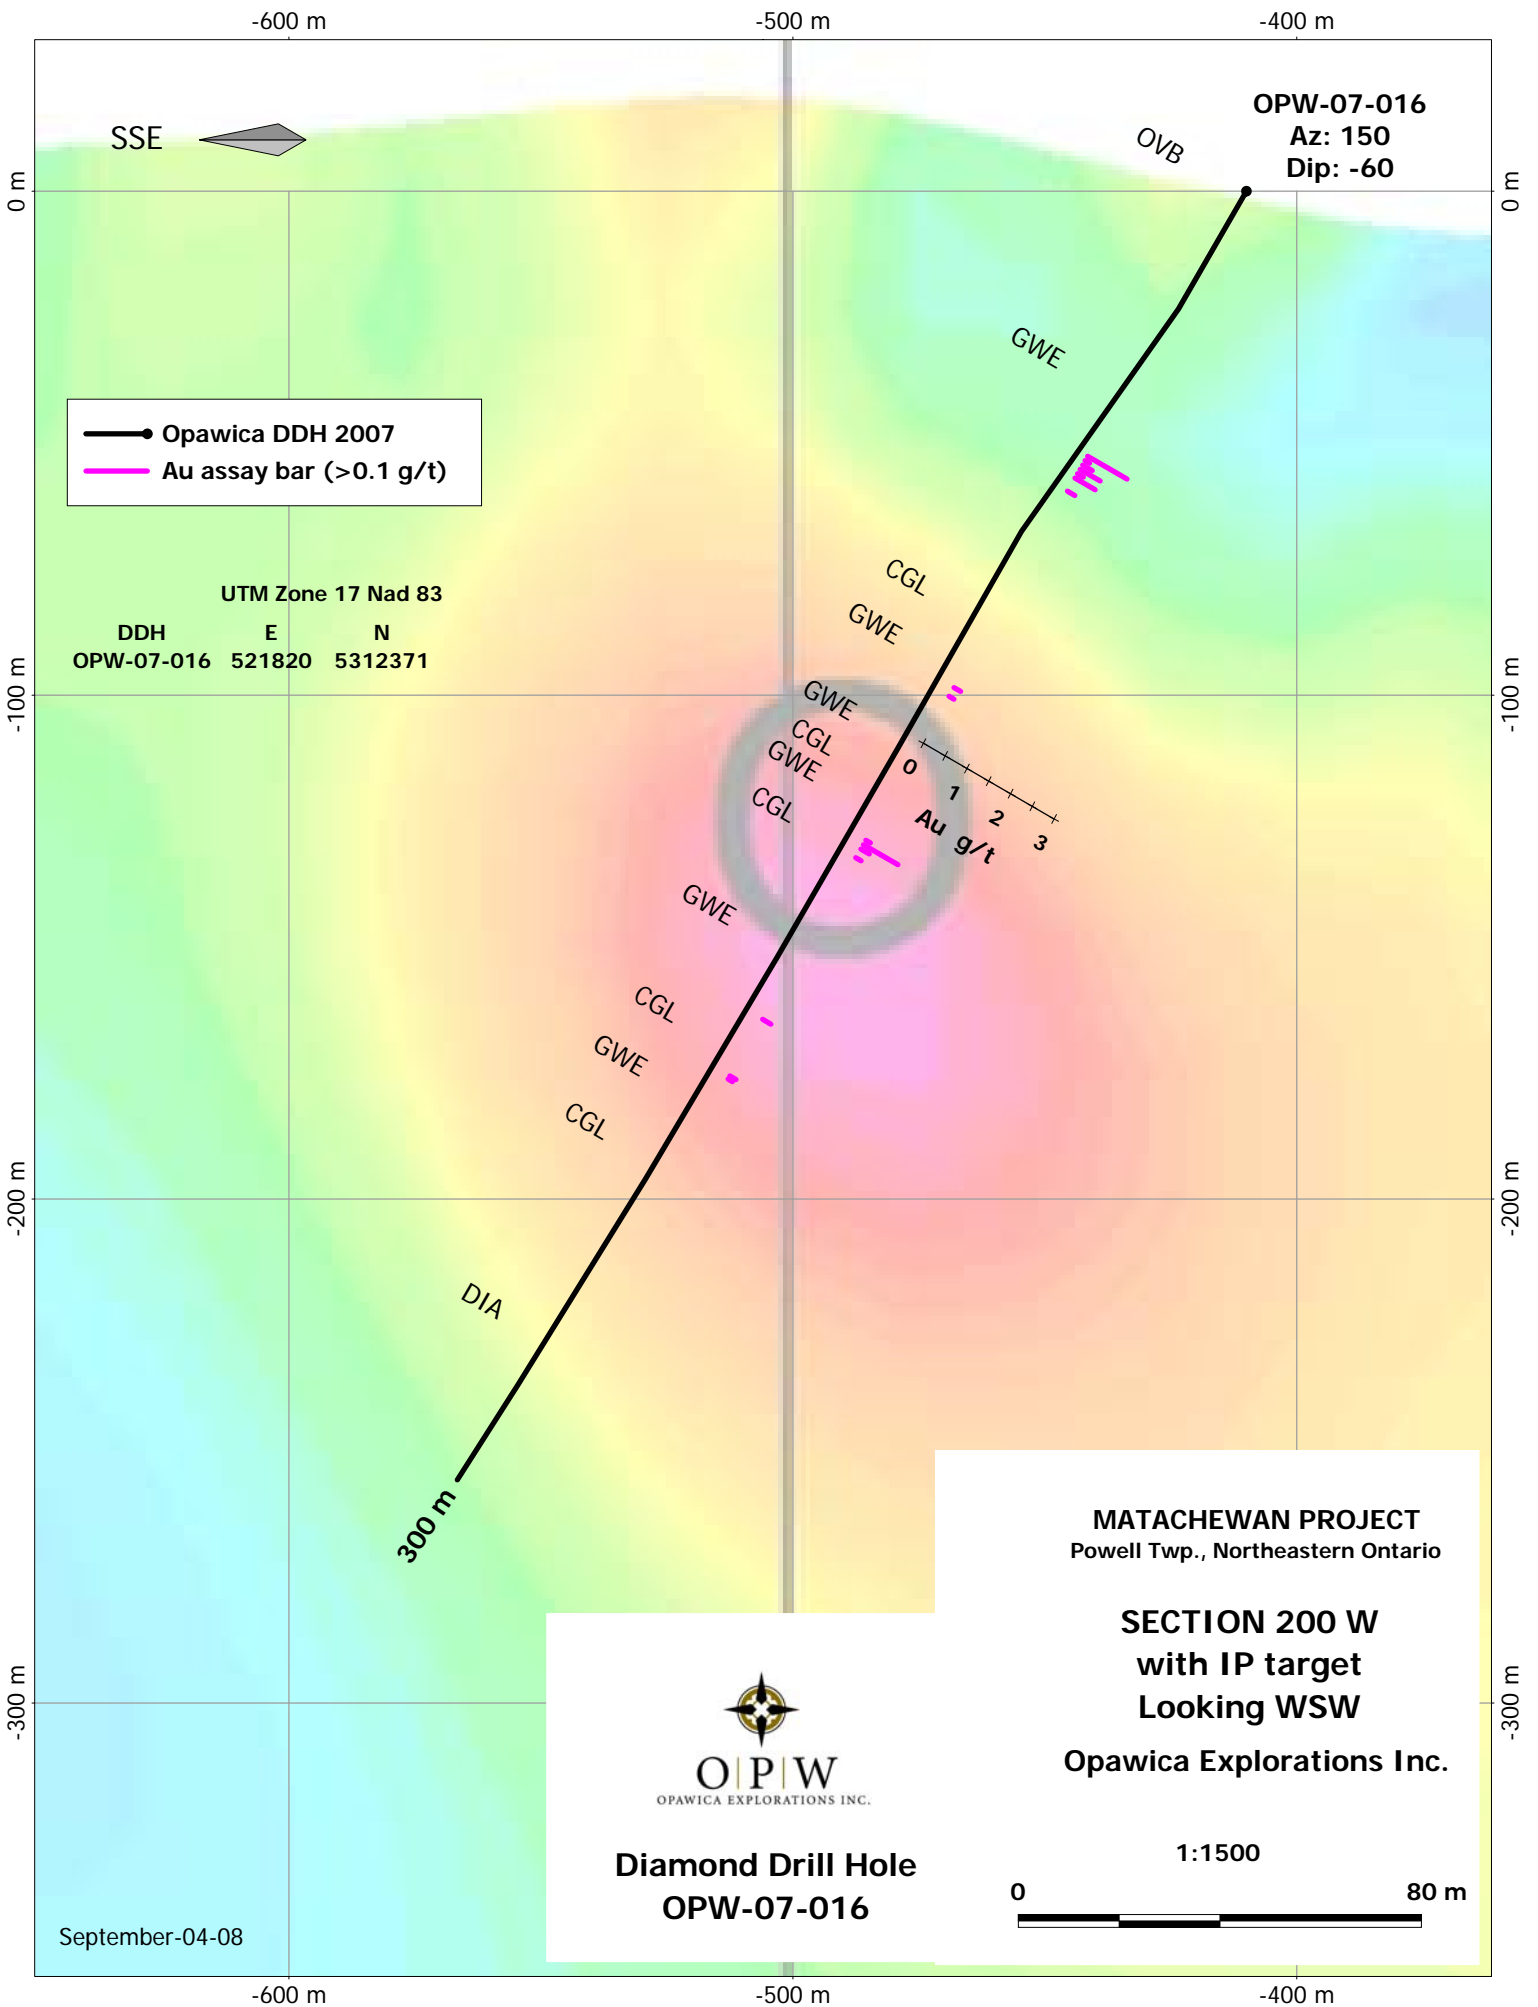 -600 m
-500 m
-400 m
OPW-07-016
Az: 150
Dip: -60
SSE
OVB
0 m
0 m
GWE
Opawica DDH 2007
Au assay bar (>0.1 g/t)
UTM Zone 17 Nad 83
DDH E N
OPW-07-016 521820 5312371
CGL
GWE
-100 m
-100 m
GWE
CGL
GWE
CGL
0
1
2
3
Au g/t
GWE
CGL
GWE
CGL
-200 m
-200 m
DIA
300 m
MATACHEWAN PROJECT
Powell Twp., Northeastern Ontario
SECTION 200 W
with IP target
Looking WSW
Opawica Explorations Inc.
-300 m
-300 m
O|P|W
OPAWICA EXPLORATIONS INC.
Diamond Drill Hole
OPW-07-016
1:1500
0 80 m
September-04-08
-600 m
-500 m
-400 m